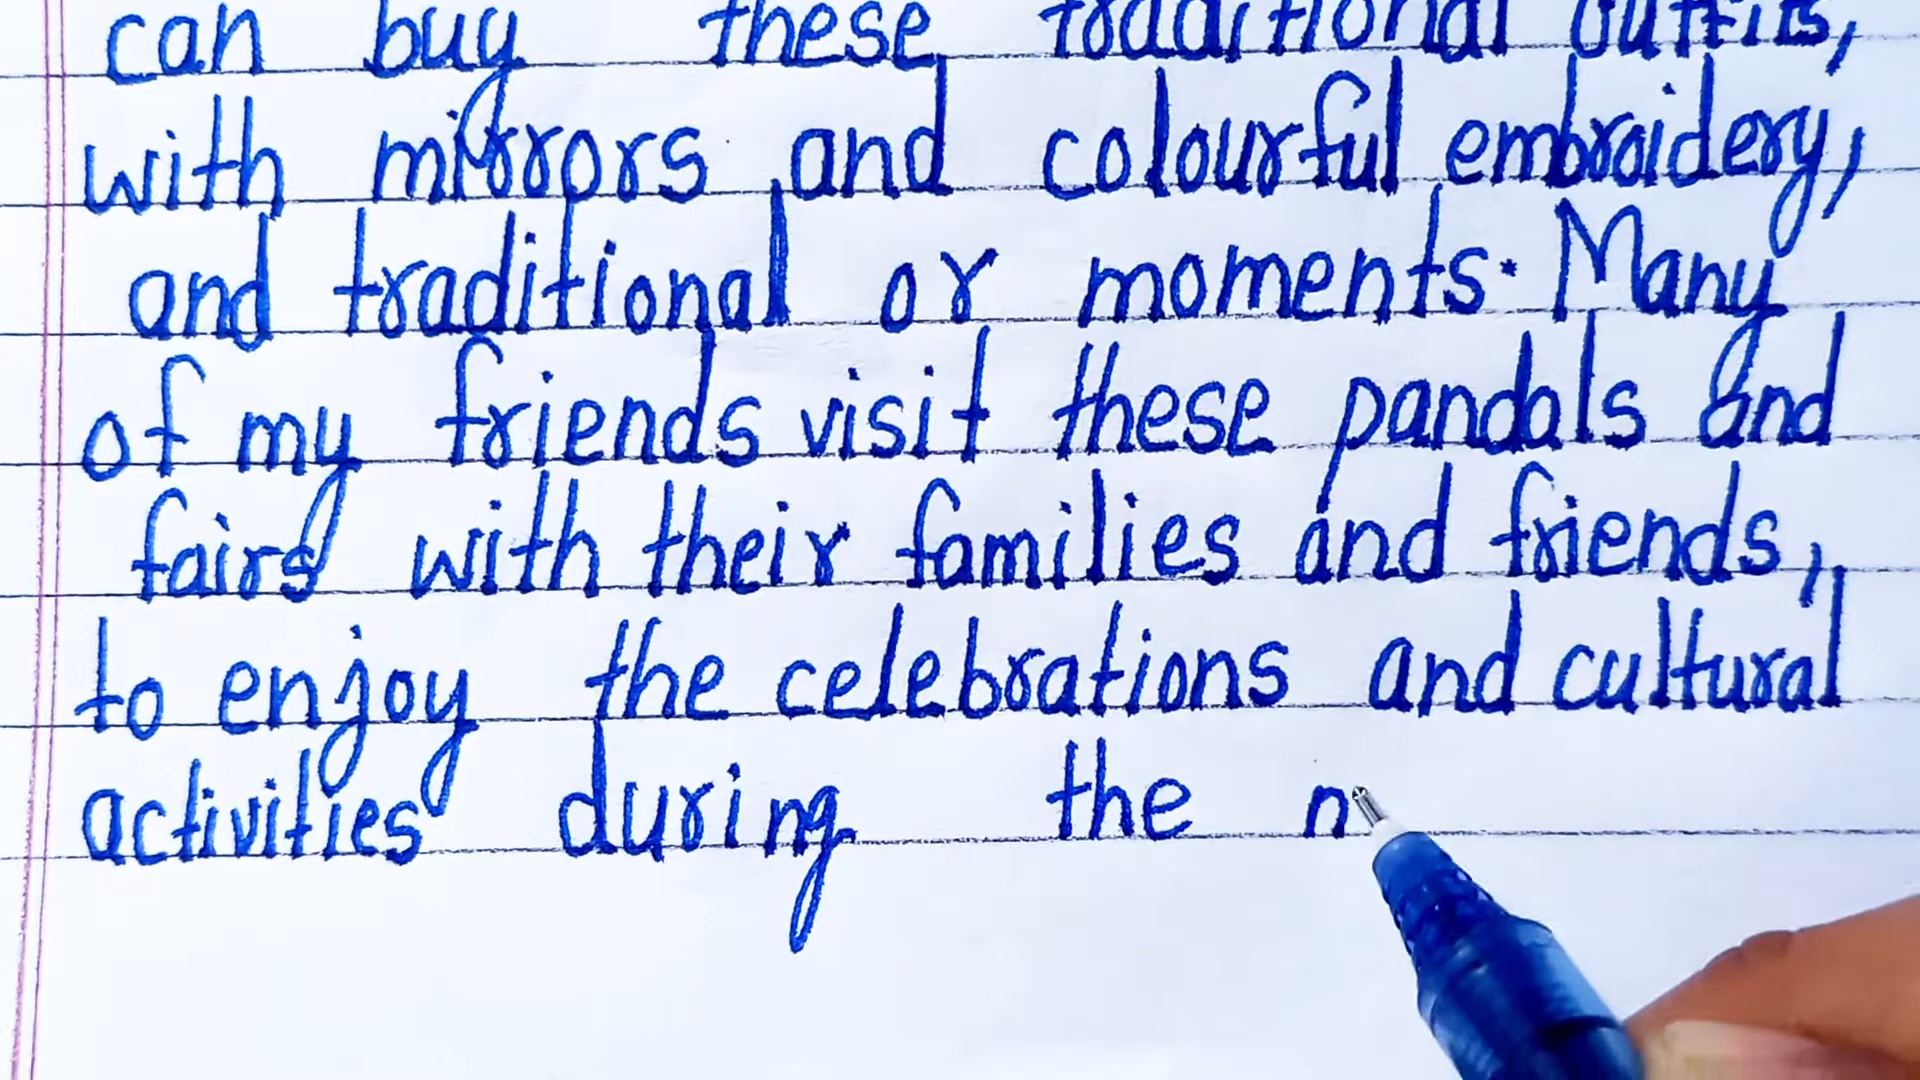 can buy these traditional outfits,
with mirrors and colourful embroidery,
and traditional or moments. Many
of my friends visit these pandals and
fairs with their families and friends,
to enjoy the celebrations and cultural
activities during the n